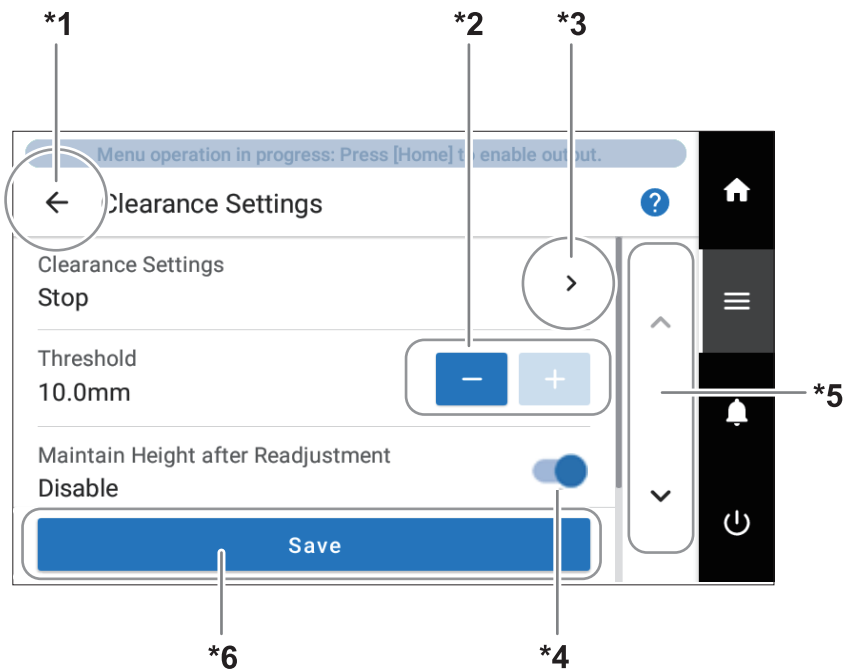 *1
*2
*3
Menu operation in progress: Press [Home] to enable output.
Clearance Settings
?
Clearance Settings
Stop
Threshold
10.0mm
*5
Maintain Height after Readjustment
Disable
Save
*6
*4